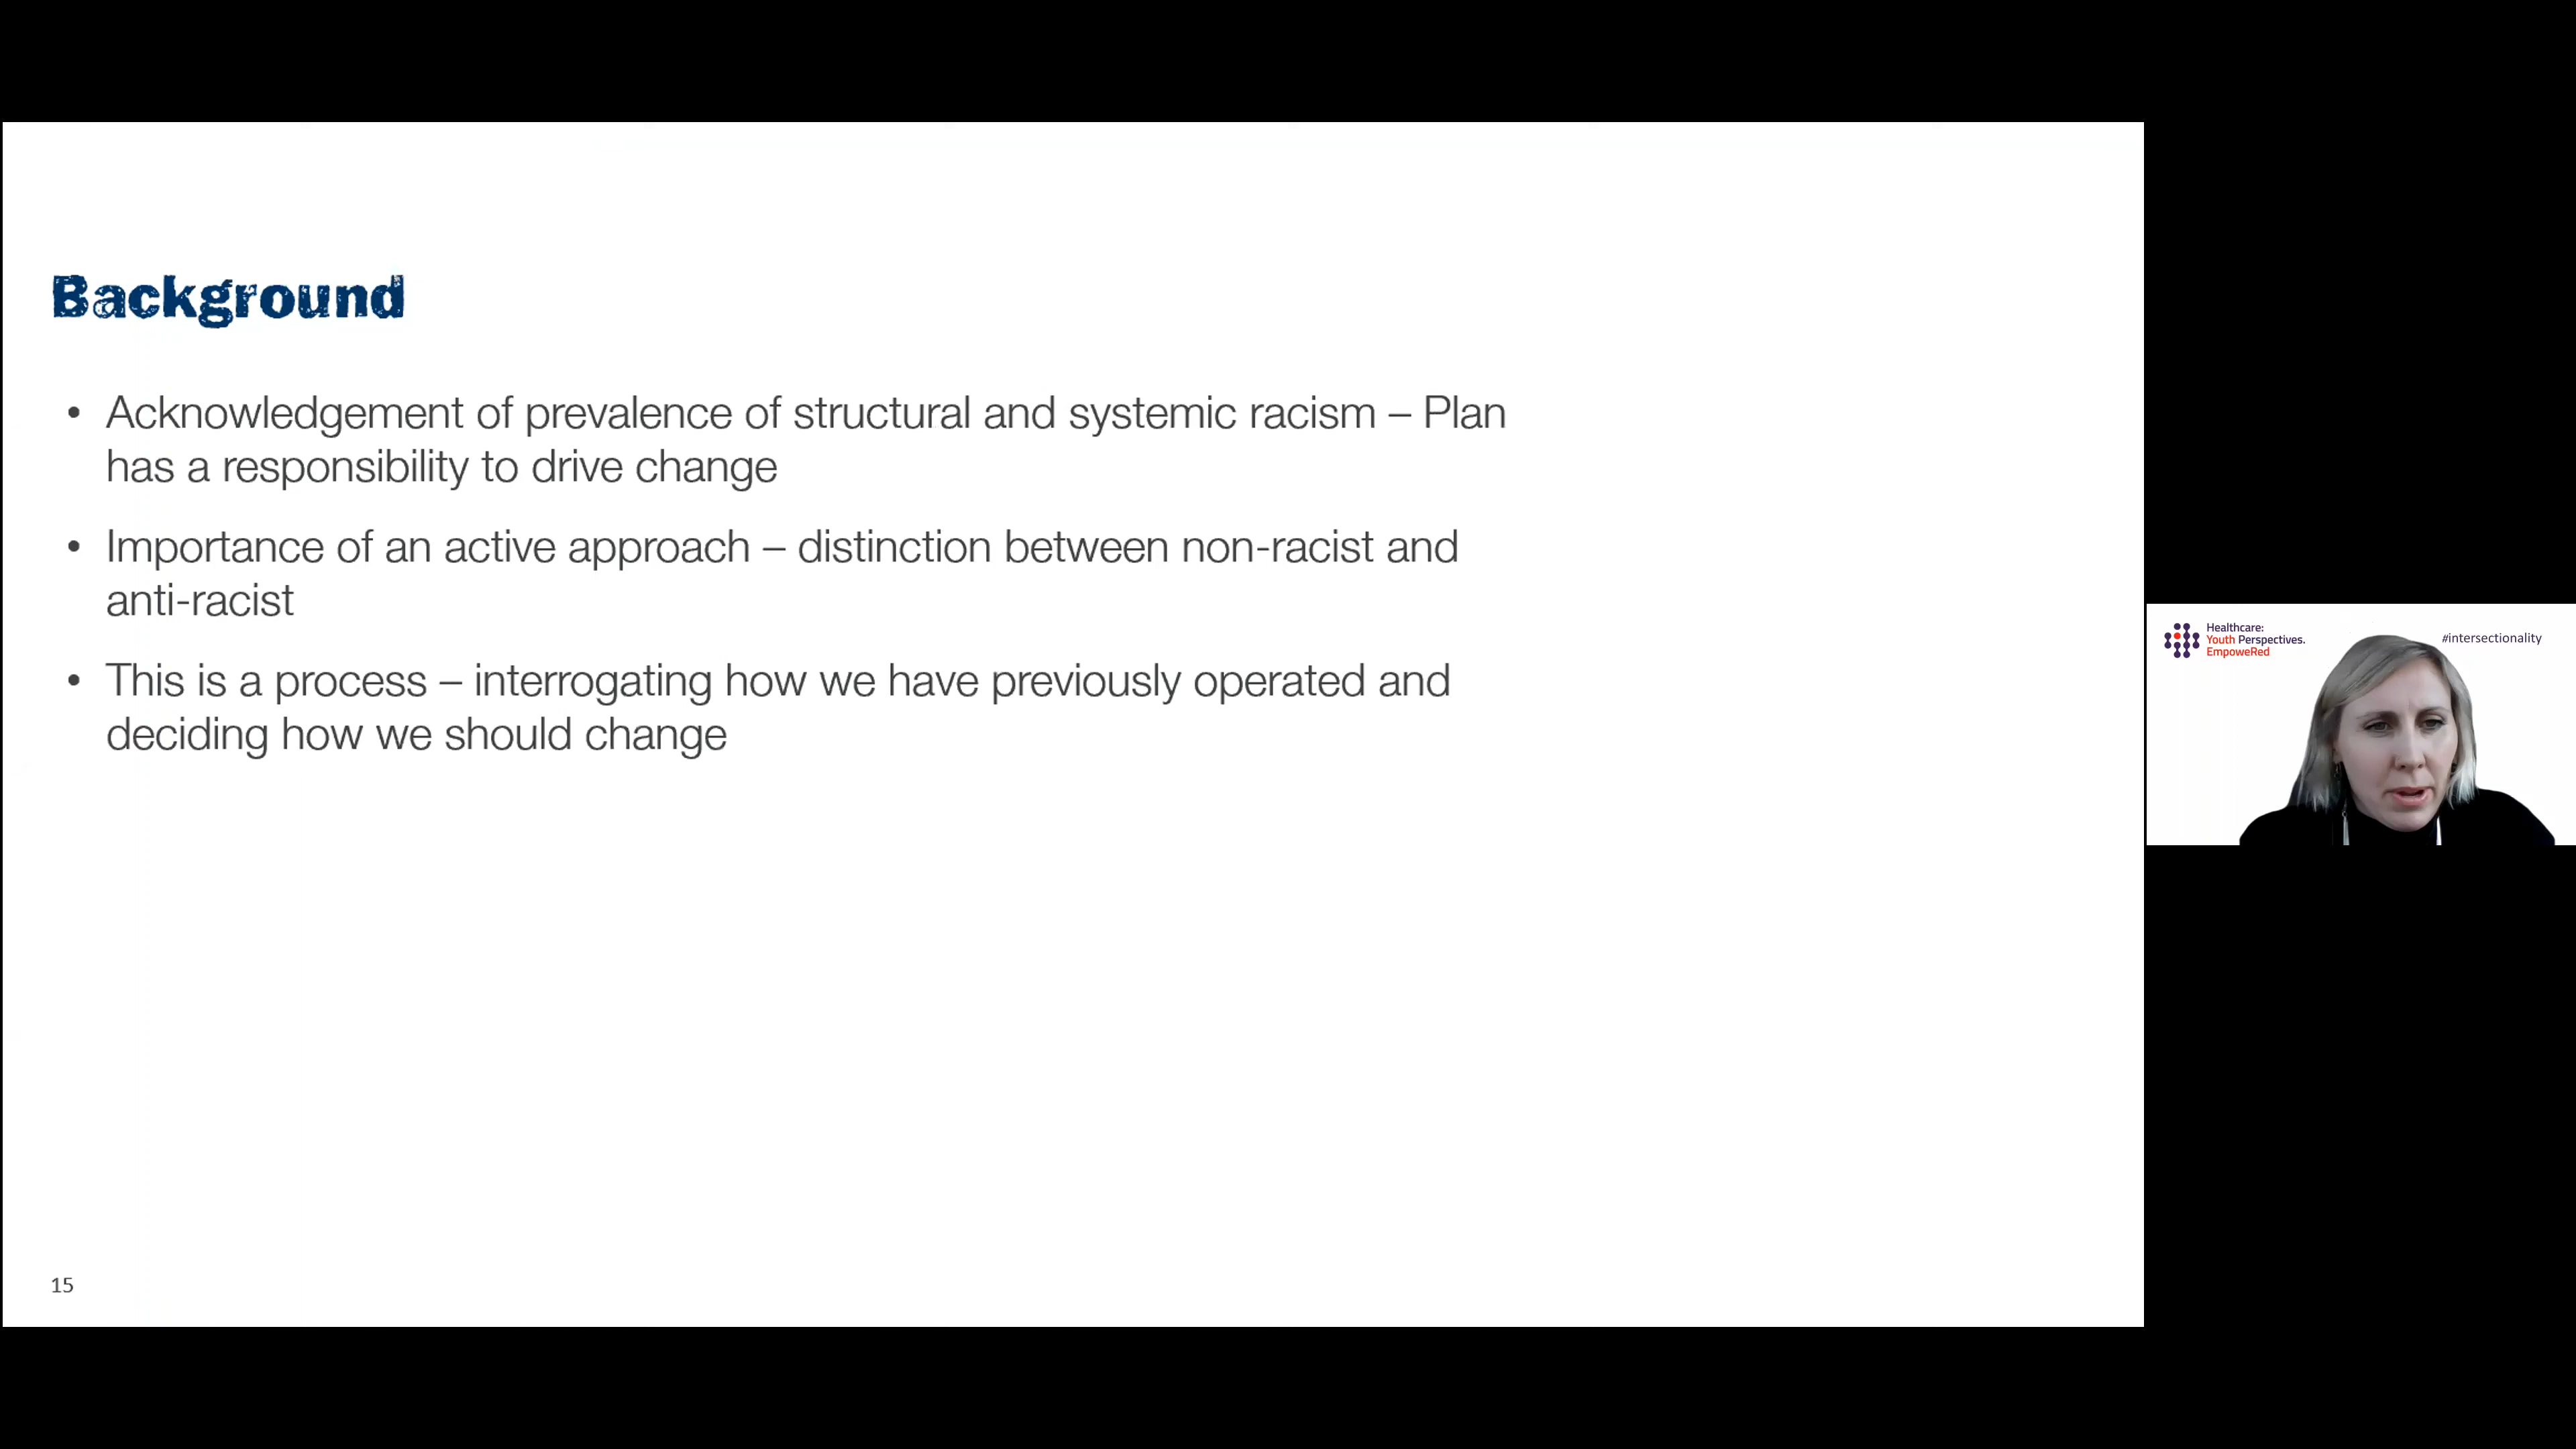 Background
• Acknowledgement of prevalence of structural and systemic racism – Plan
has a responsibility to drive change
• Importance of an active approach – distinction between non-racist and
anti-racist
• This is a process – interrogating how we have previously operated and
deciding how we should change
15
Healthcare:
Youth Perspectives.
EmpoweRed
#intersectionality